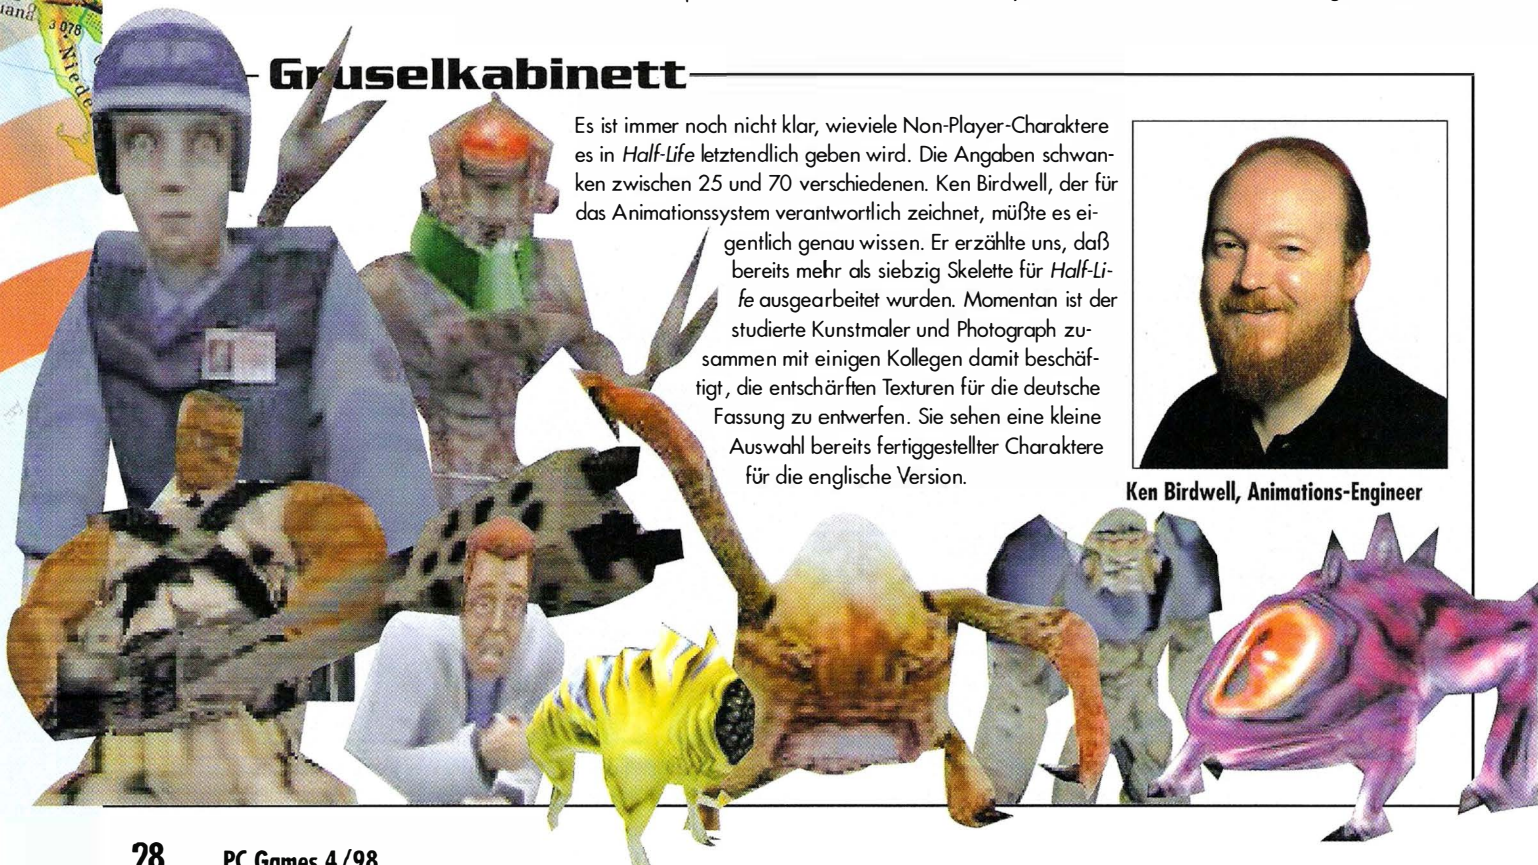 3 078
Niede
Gruselkabinett
Es ist immer noch nicht klar, wieviele Non-Player-Charaktere
es in Half-Life letztendlich geben wird. Die Angaben schwan-
ken zwischen 25 und 70 verschiedenen. Ken Birdwell, der für
das Animationssystem verantwortlich zeichnet, müßte es ei-
gentlich genau wissen. Er erzählte uns, daß
bereits mehr als siebzig Skelette für Half-Li-
fe ausgearbeitet wurden. Momentan ist der
studierte Kunstmaler und Photograph zu-
sammen mit einigen Kollegen damit beschäf-
tigt, die entschärften Texturen für die deutsche
Fassung zu entwerfen. Sie sehen eine kleine
Auswahl bereits fertiggestellter Charaktere
für die englische Version.
Ken Birdwell, Animations-Engineer
28 PC Games 4/98